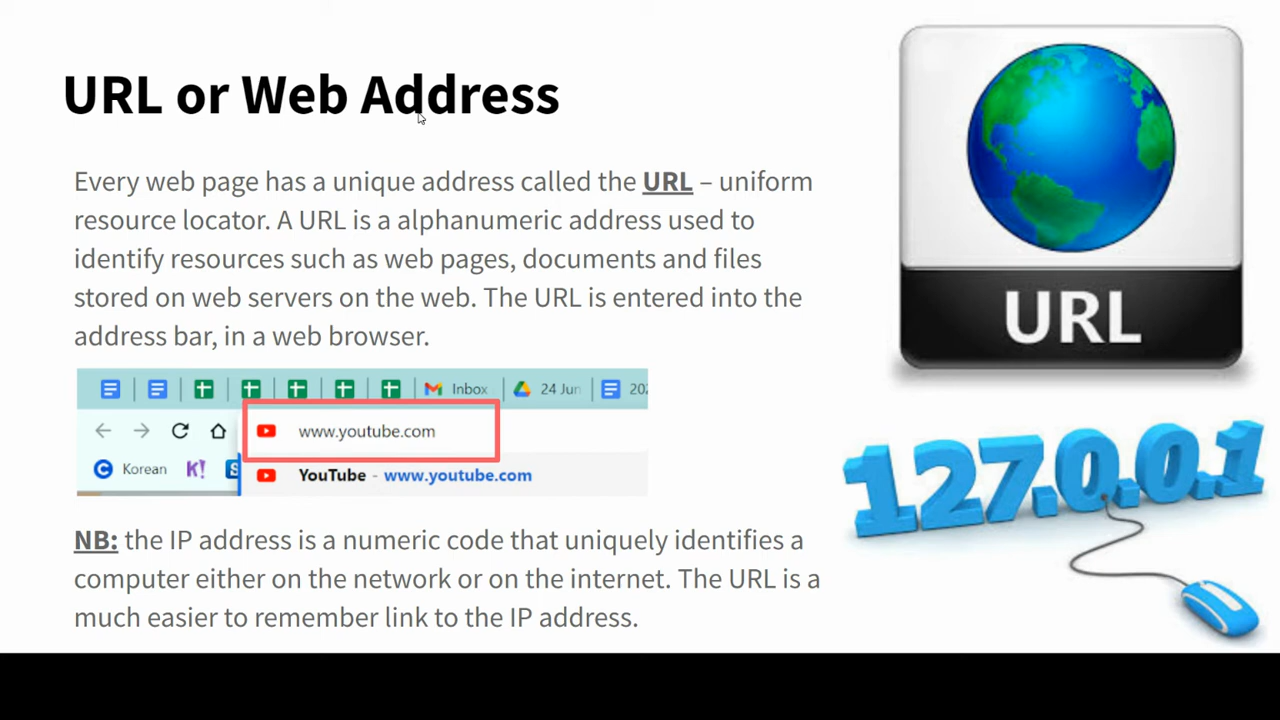 URL or Web Address
Every web page has a unique address called the URL – uniform
resource locator. A URL is a alphanumeric address used to
identify resources such as web pages, documents and files
stored on web servers on the web. The URL is entered into the
address bar, in a web browser.
Inbox 24 Jun 202
www.youtube.com
Korean K!
YouTube - www.youtube.com
NB: the IP address is a numeric code that uniquely identifies a
computer either on the network or on the internet. The URL is a
much easier to remember link to the IP address.
URL
127.0.0.1